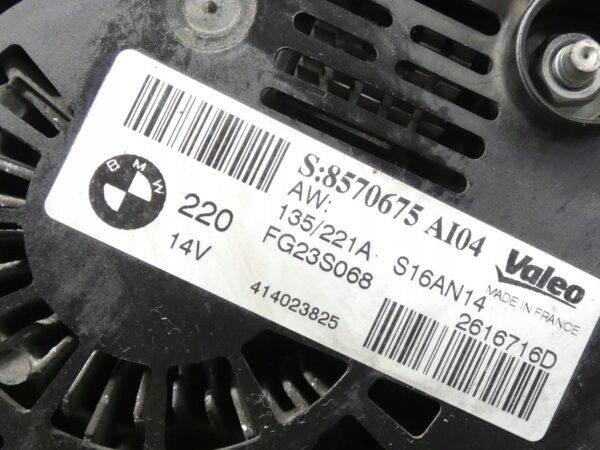 BMW
S:8570675 AI04
AW:
220 135/221A S16AN14
14V FG23S068
Valeo
MADE IN FRANCE
414023825
2616716D